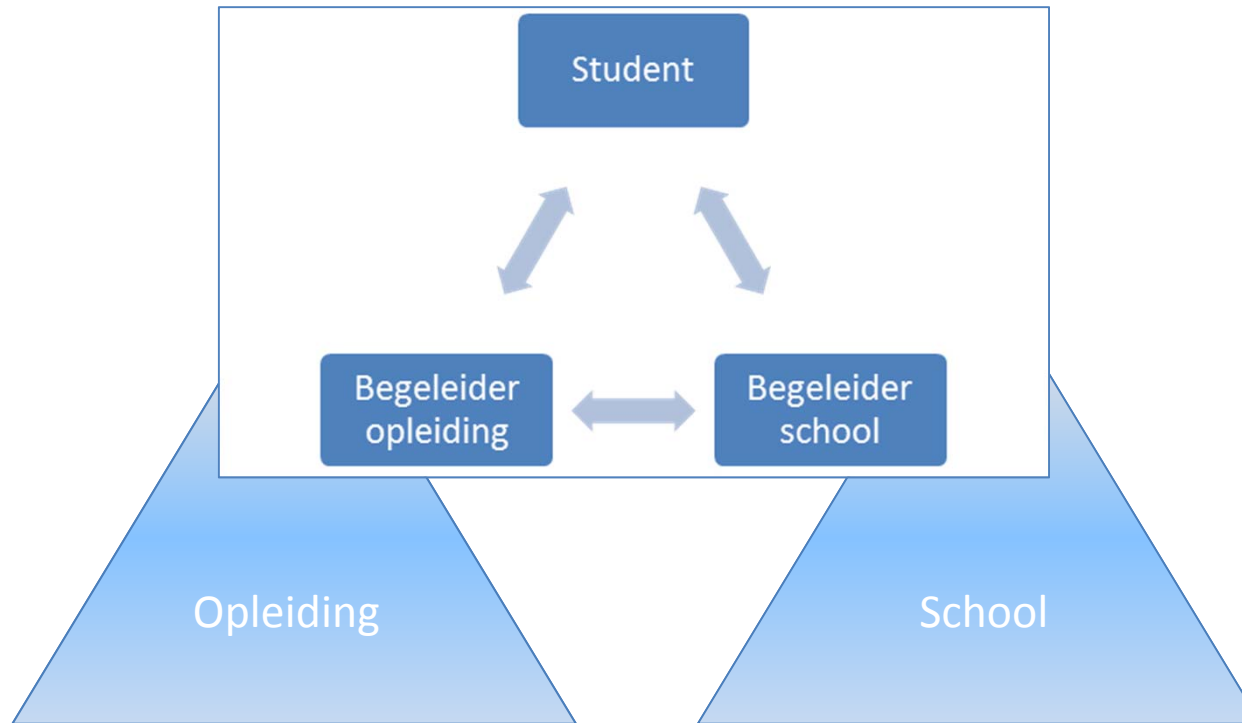 Student
Begeleider
opleiding
Begeleider
school
Opleiding
School